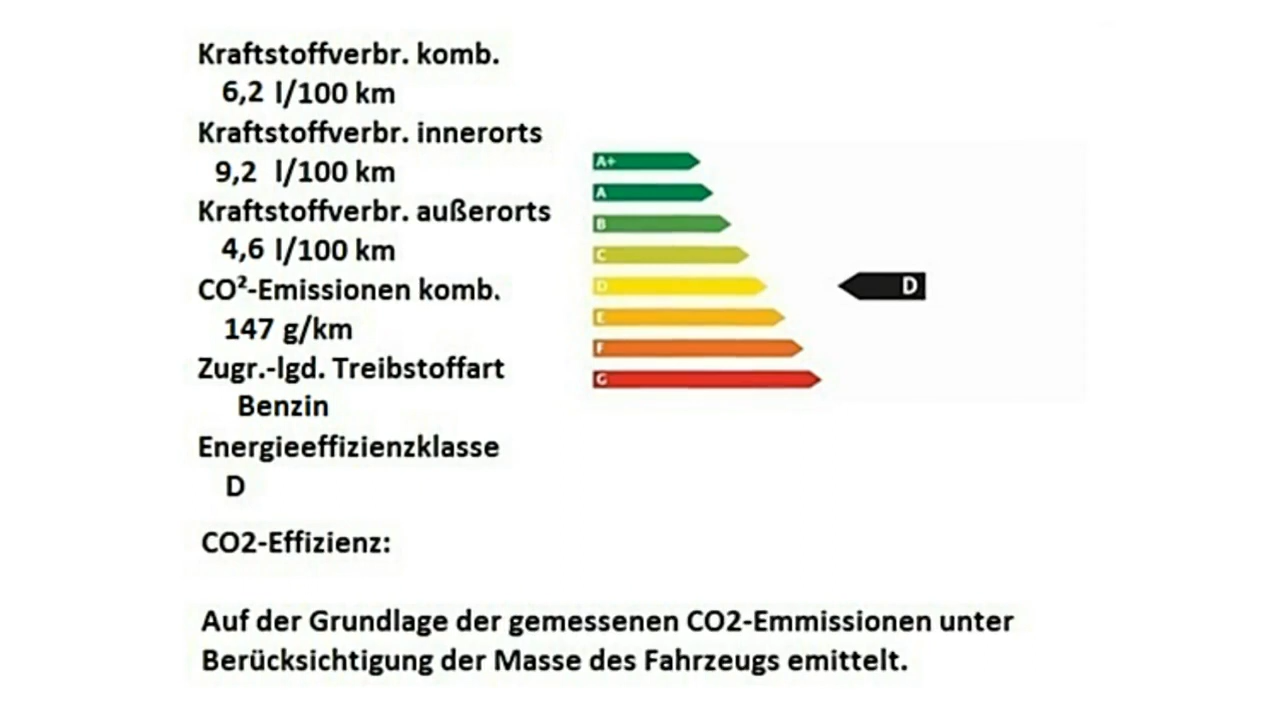 Kraftstoffverbr. komb.
6,2 l/100 km
Kraftstoffverbr. innerorts
9,2 l/100 km
Kraftstoffverbr. außerorts
4,6 l/100 km
CO²-Emissionen komb.
147 g/km
Zugr.-lgd. Treibstoffart
Benzin
Energieeffizienzklasse
D
A+
A
B
C
D
E
F
G
D
CO2-Effizienz:
Auf der Grundlage der gemessenen CO2-Emmissionen unter
Berücksichtigung der Masse des Fahrzeugs emittelt.